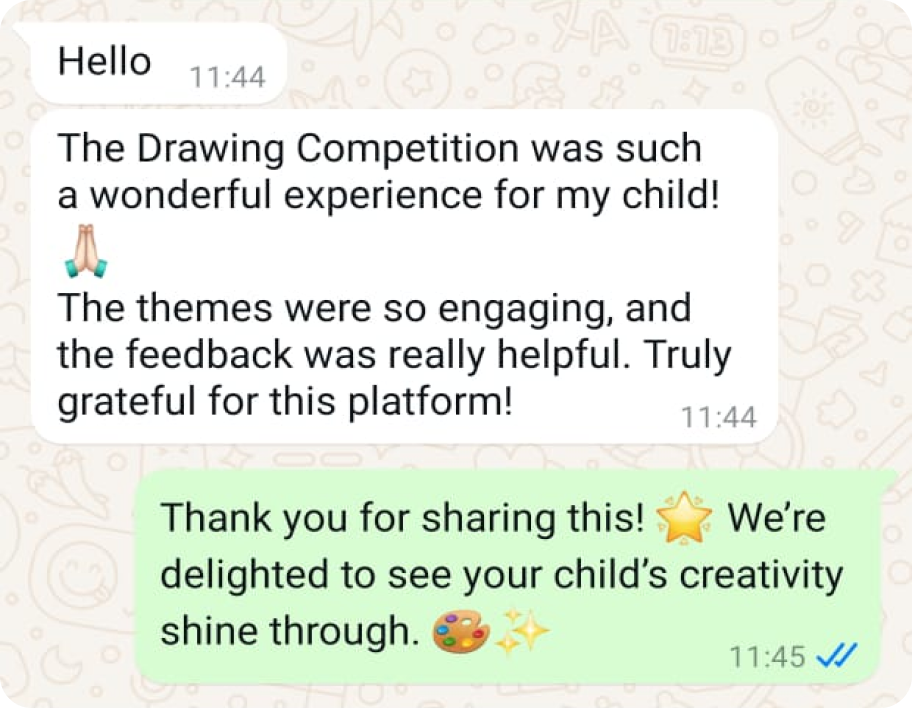 Hello
11:44
The Drawing Competition was such
a wonderful experience for my child!
🙏🏻
The themes were so engaging, and
the feedback was really helpful. Truly
grateful for this platform!
11:44
Thank you for sharing this! 🌟 We’re
delighted to see your child’s creativity
shine through. 🎨✨
11:45